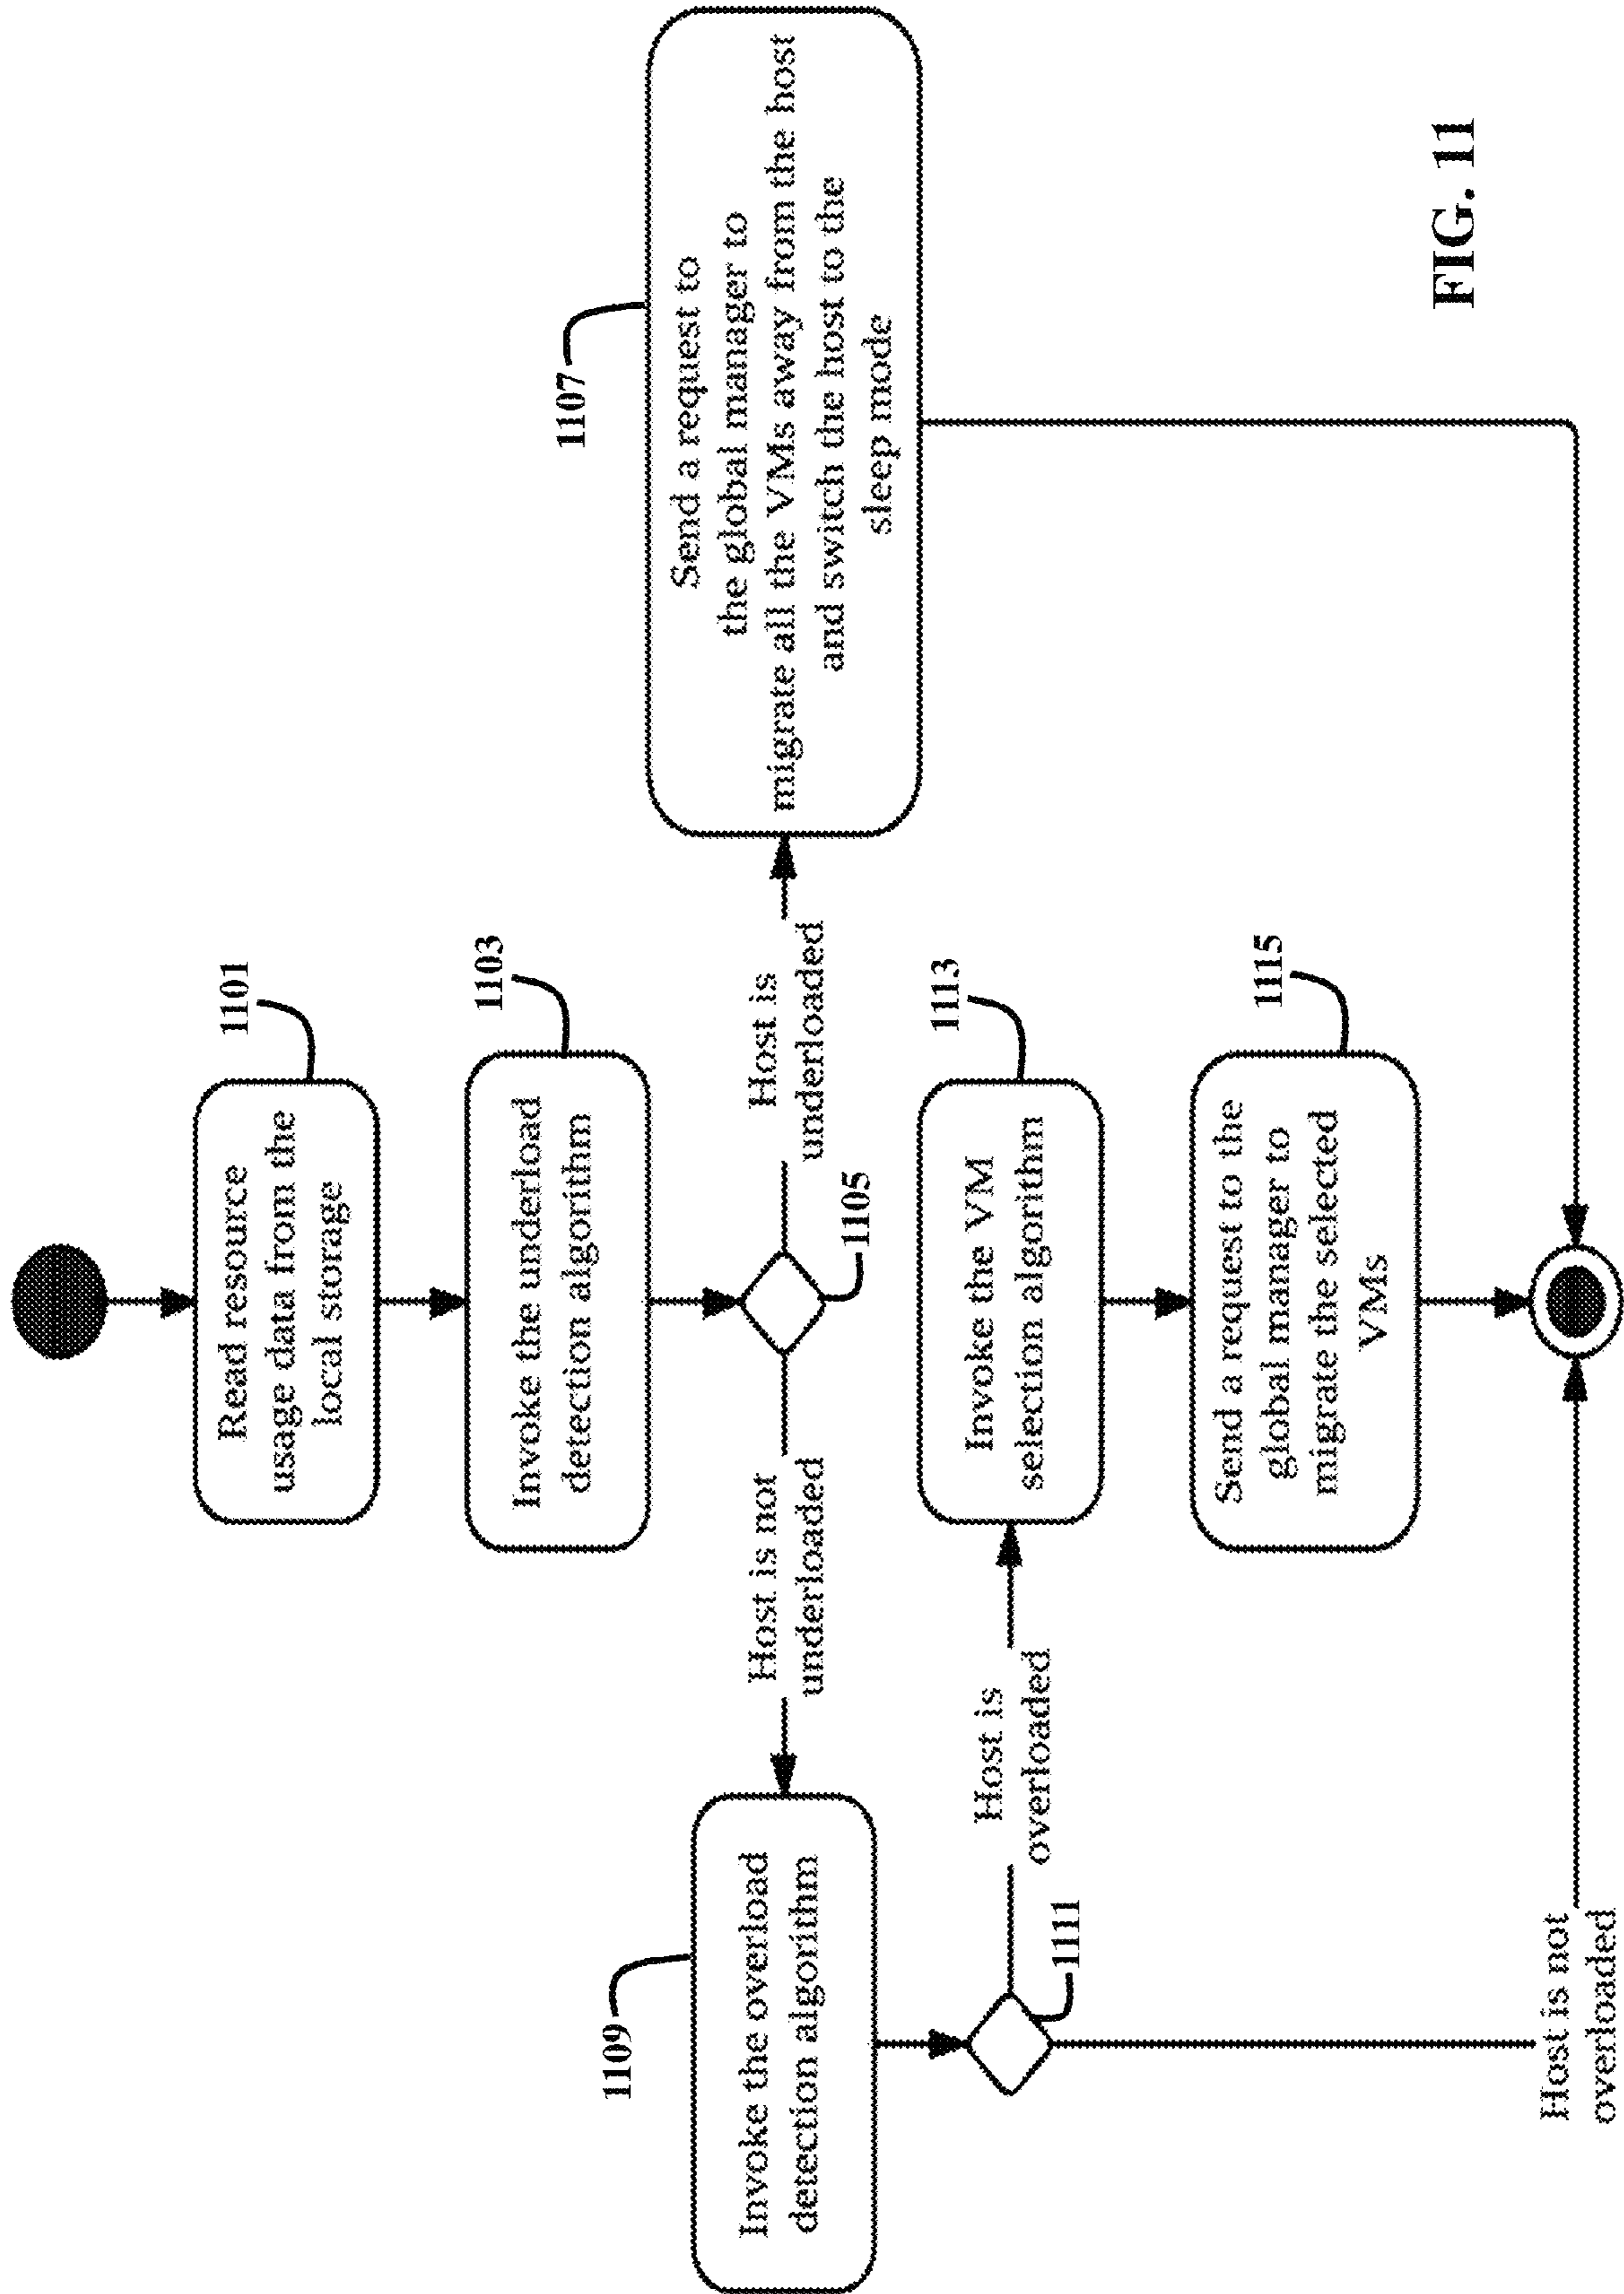 1101
Read resource
usage data from the
local storage
1103
Invoke the underload
detection algorithm
1105
Host is
underloaded
1107
Send a request to
the global manager to
migrate all the VMs away from the host
and switch the host to the
sleep mode
Host is not
underloaded
1109
Invoke the overload
detection algorithm
1111
Host is
overloaded
1113
Invoke the VM
selection algorithm
1115
Send a request to the
global manager to
migrate the selected
VMs
Host is not
overloaded
FIG. 11